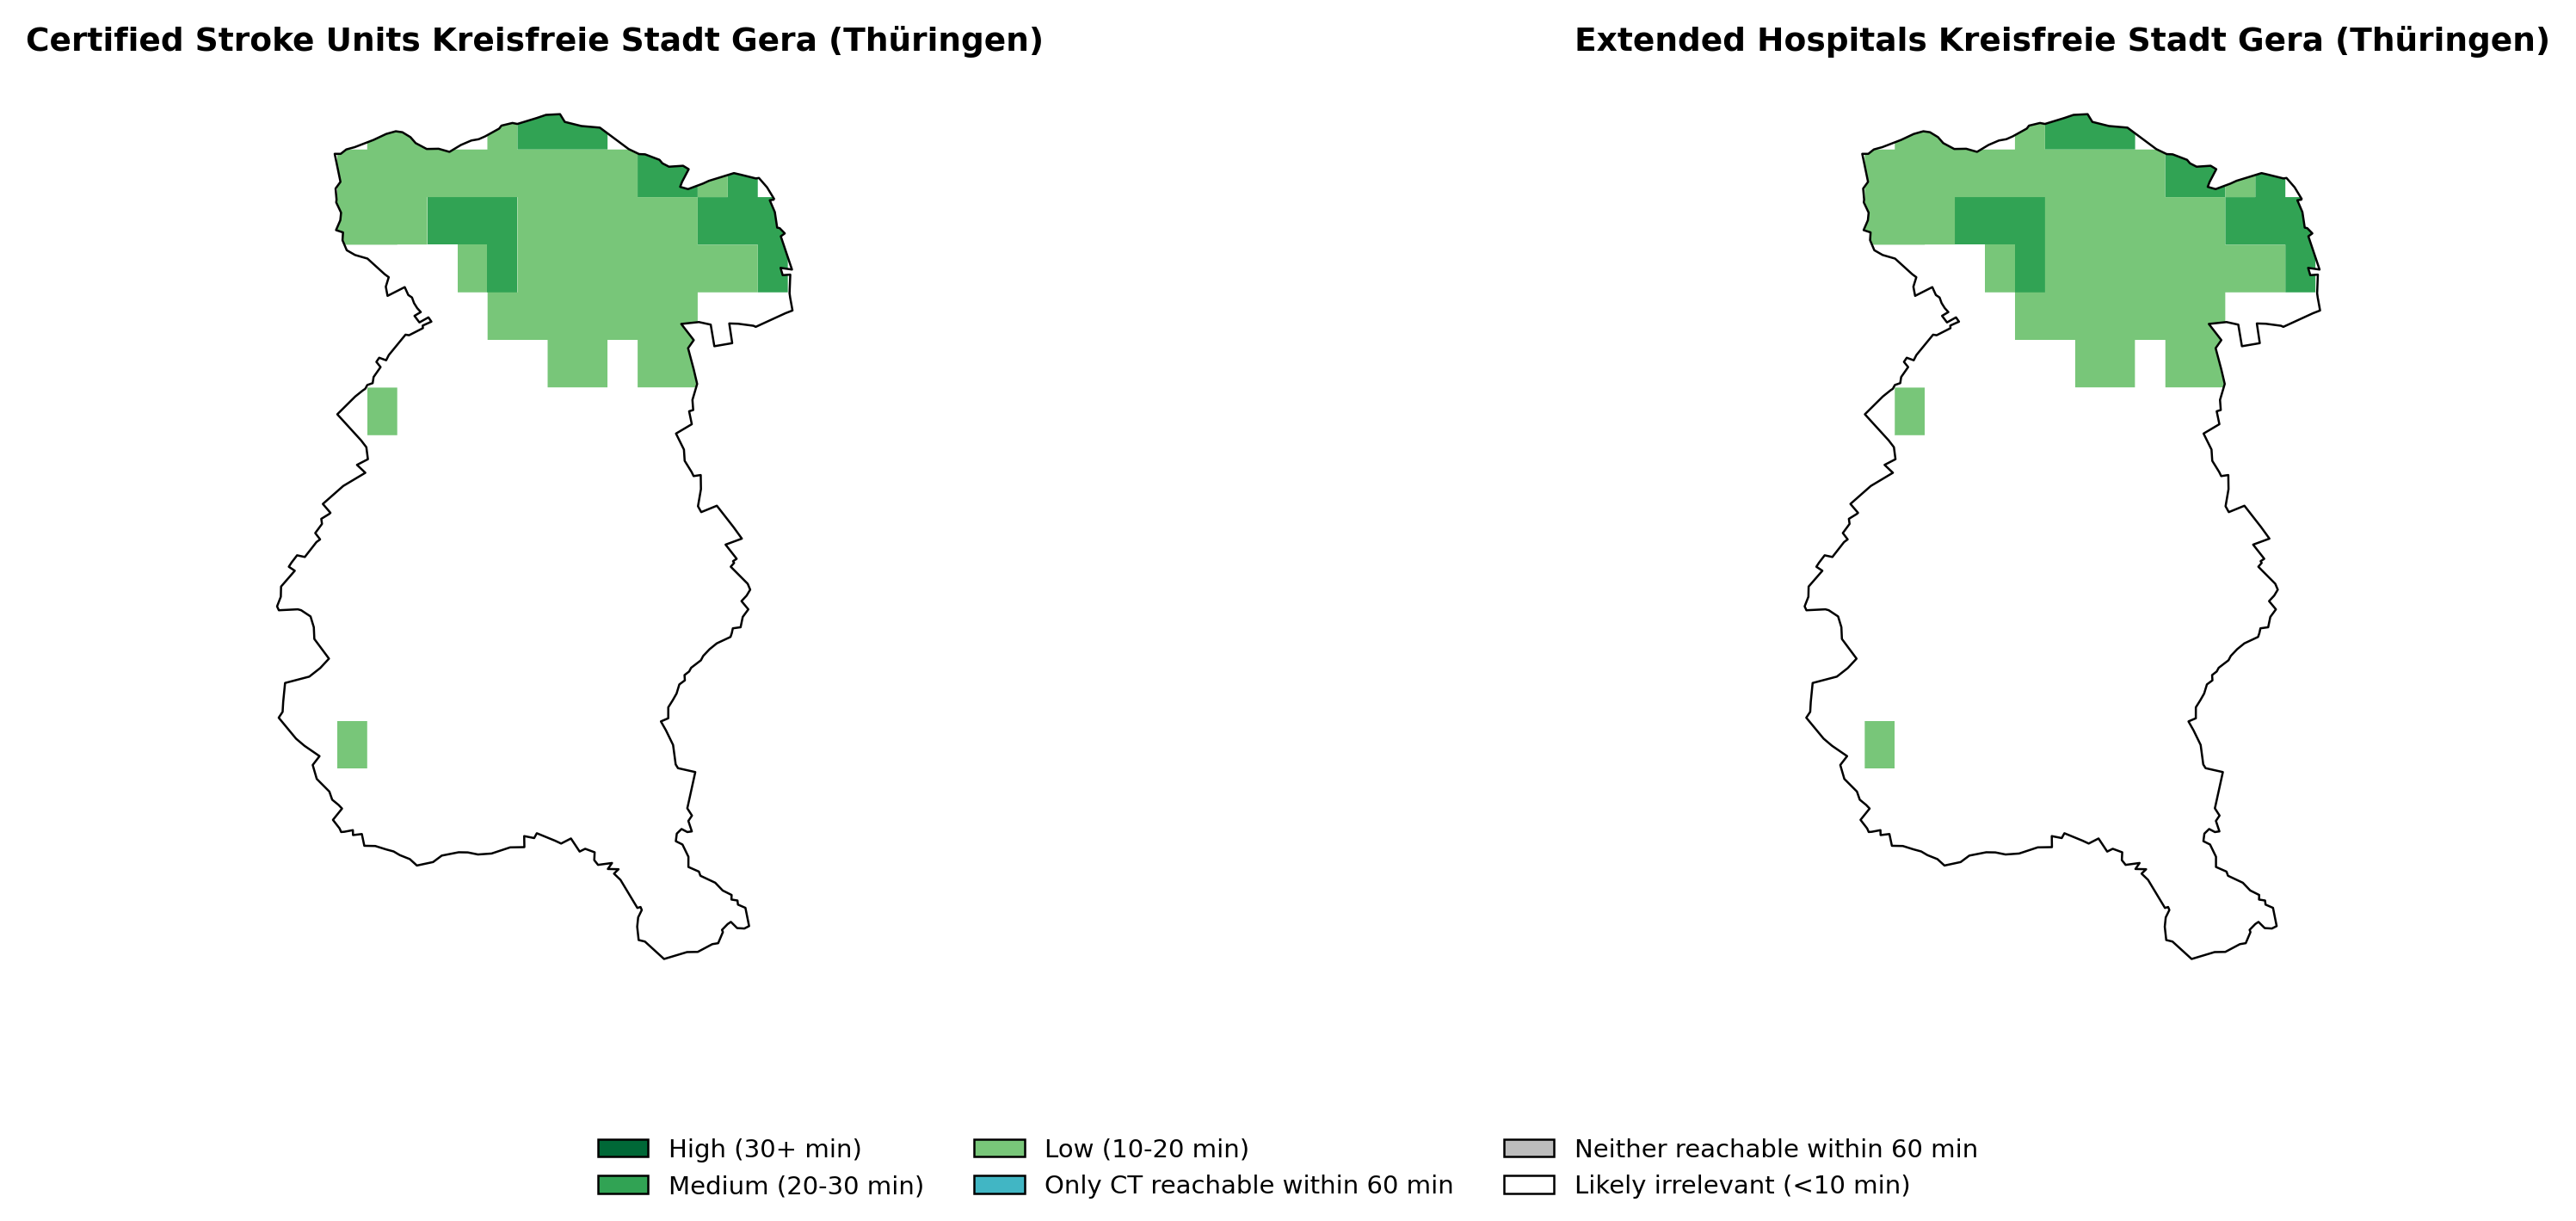 Certified Stroke Units Kreisfreie Stadt Gera (Thüringen)
Extended Hospitals Kreisfreie Stadt Gera (Thüringen)
High (30+ min)
Medium (20-30 min)
Low (10-20 min)
Only CT reachable within 60 min
Neither reachable within 60 min
Likely irrelevant (<10 min)